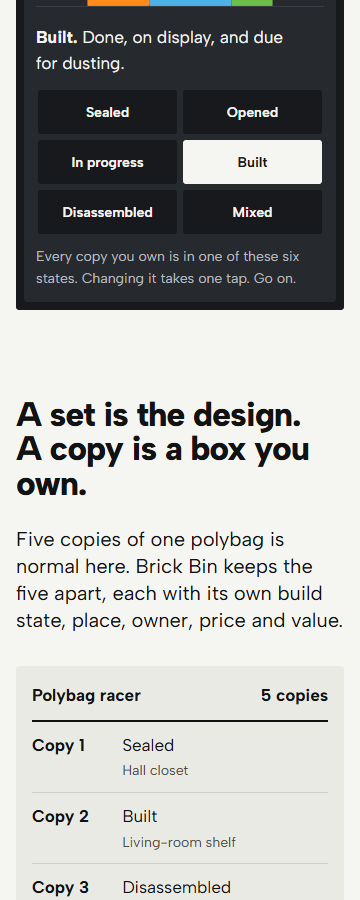 Built. Done, on display, and due
for dusting.
Sealed
Opened
In progress
Built
Disassembled
Mixed
Every copy you own is in one of these six
states. Changing it takes one tap. Go on.
A set is the design.
A copy is a box you
own.
Five copies of one polybag is
normal here. Brick Bin keeps the
five apart, each with its own build
state, place, owner, price and value.
Polybag racer
5 copies
Copy 1
Sealed
Hall closet
Copy 2
Built
Living-room shelf
Copy 3
Disassembled